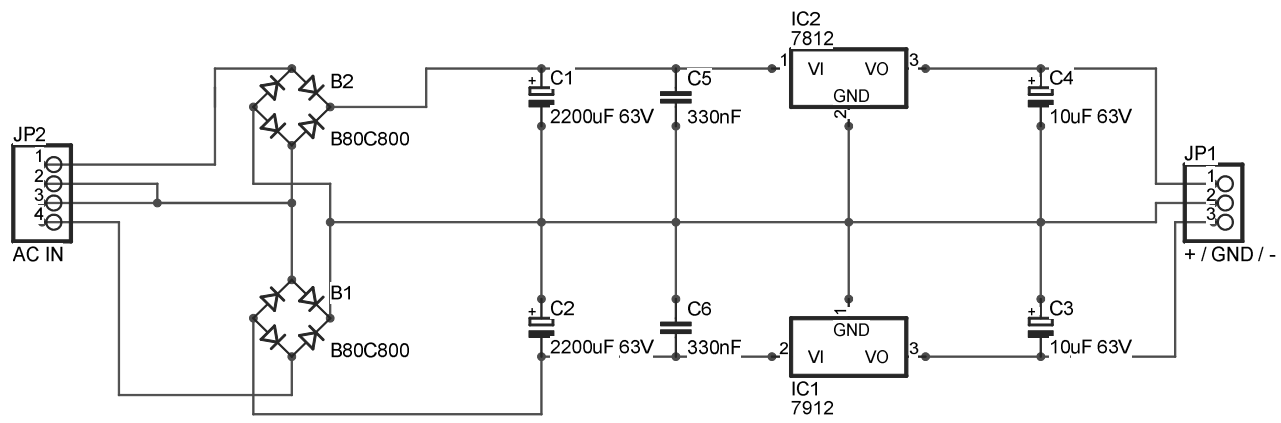 IC2
7812
1
VI
VO
3
GND
2
B2
B80C800
+
C1
2200uF 63V
C5
330nF
+
C4
10uF 63V
JP2
1
2
3
4
AC IN
JP1
1
2
3
+ / GND / -
B1
B80C800
+
C2
2200uF 63V
C6
330nF
1
GND
2
VI
VO
3
IC1
7912
+
C3
10uF 63V